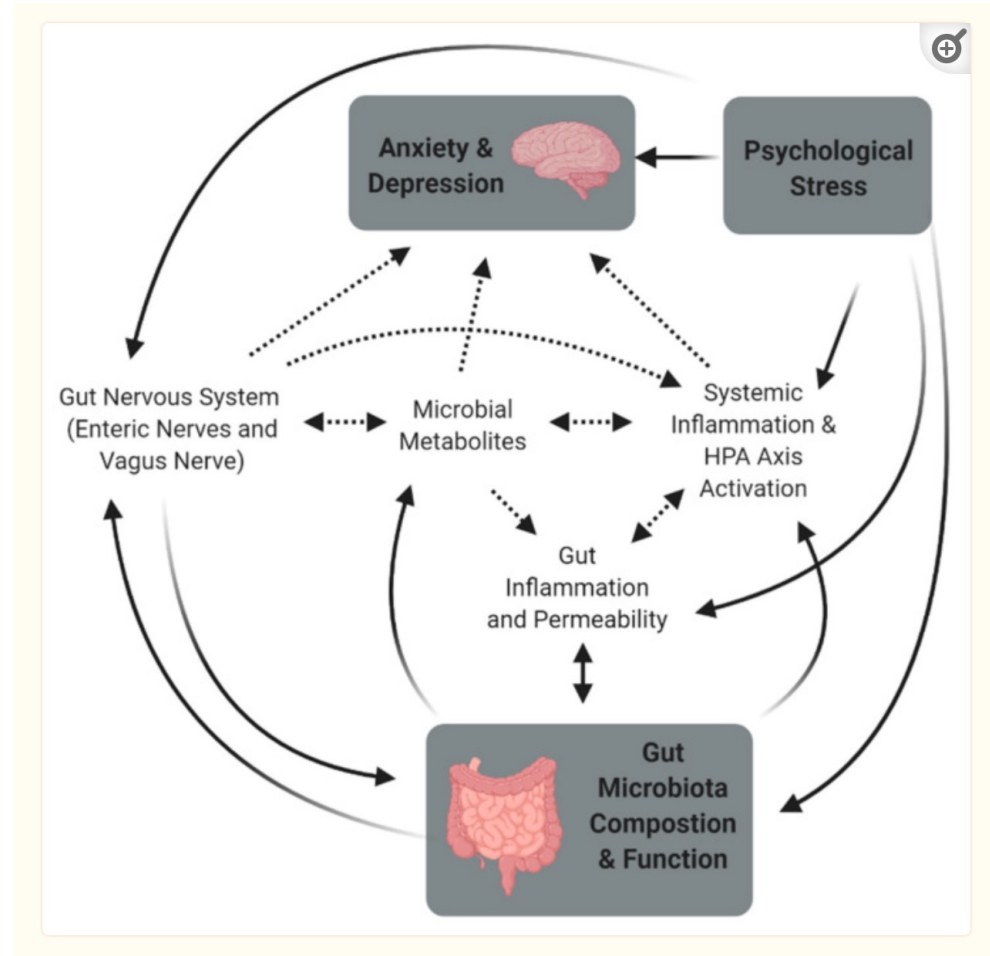 Anxiety &
Depression
Psychological
Stress
Gut Nervous System
(Enteric Nerves and
Vagus Nerve)
Microbial
Metabolites
Systemic
Inflammation &
HPA Axis
Activation
Gut
Inflammation
and Permeability
Gut
Microbiota
Compostion
& Function